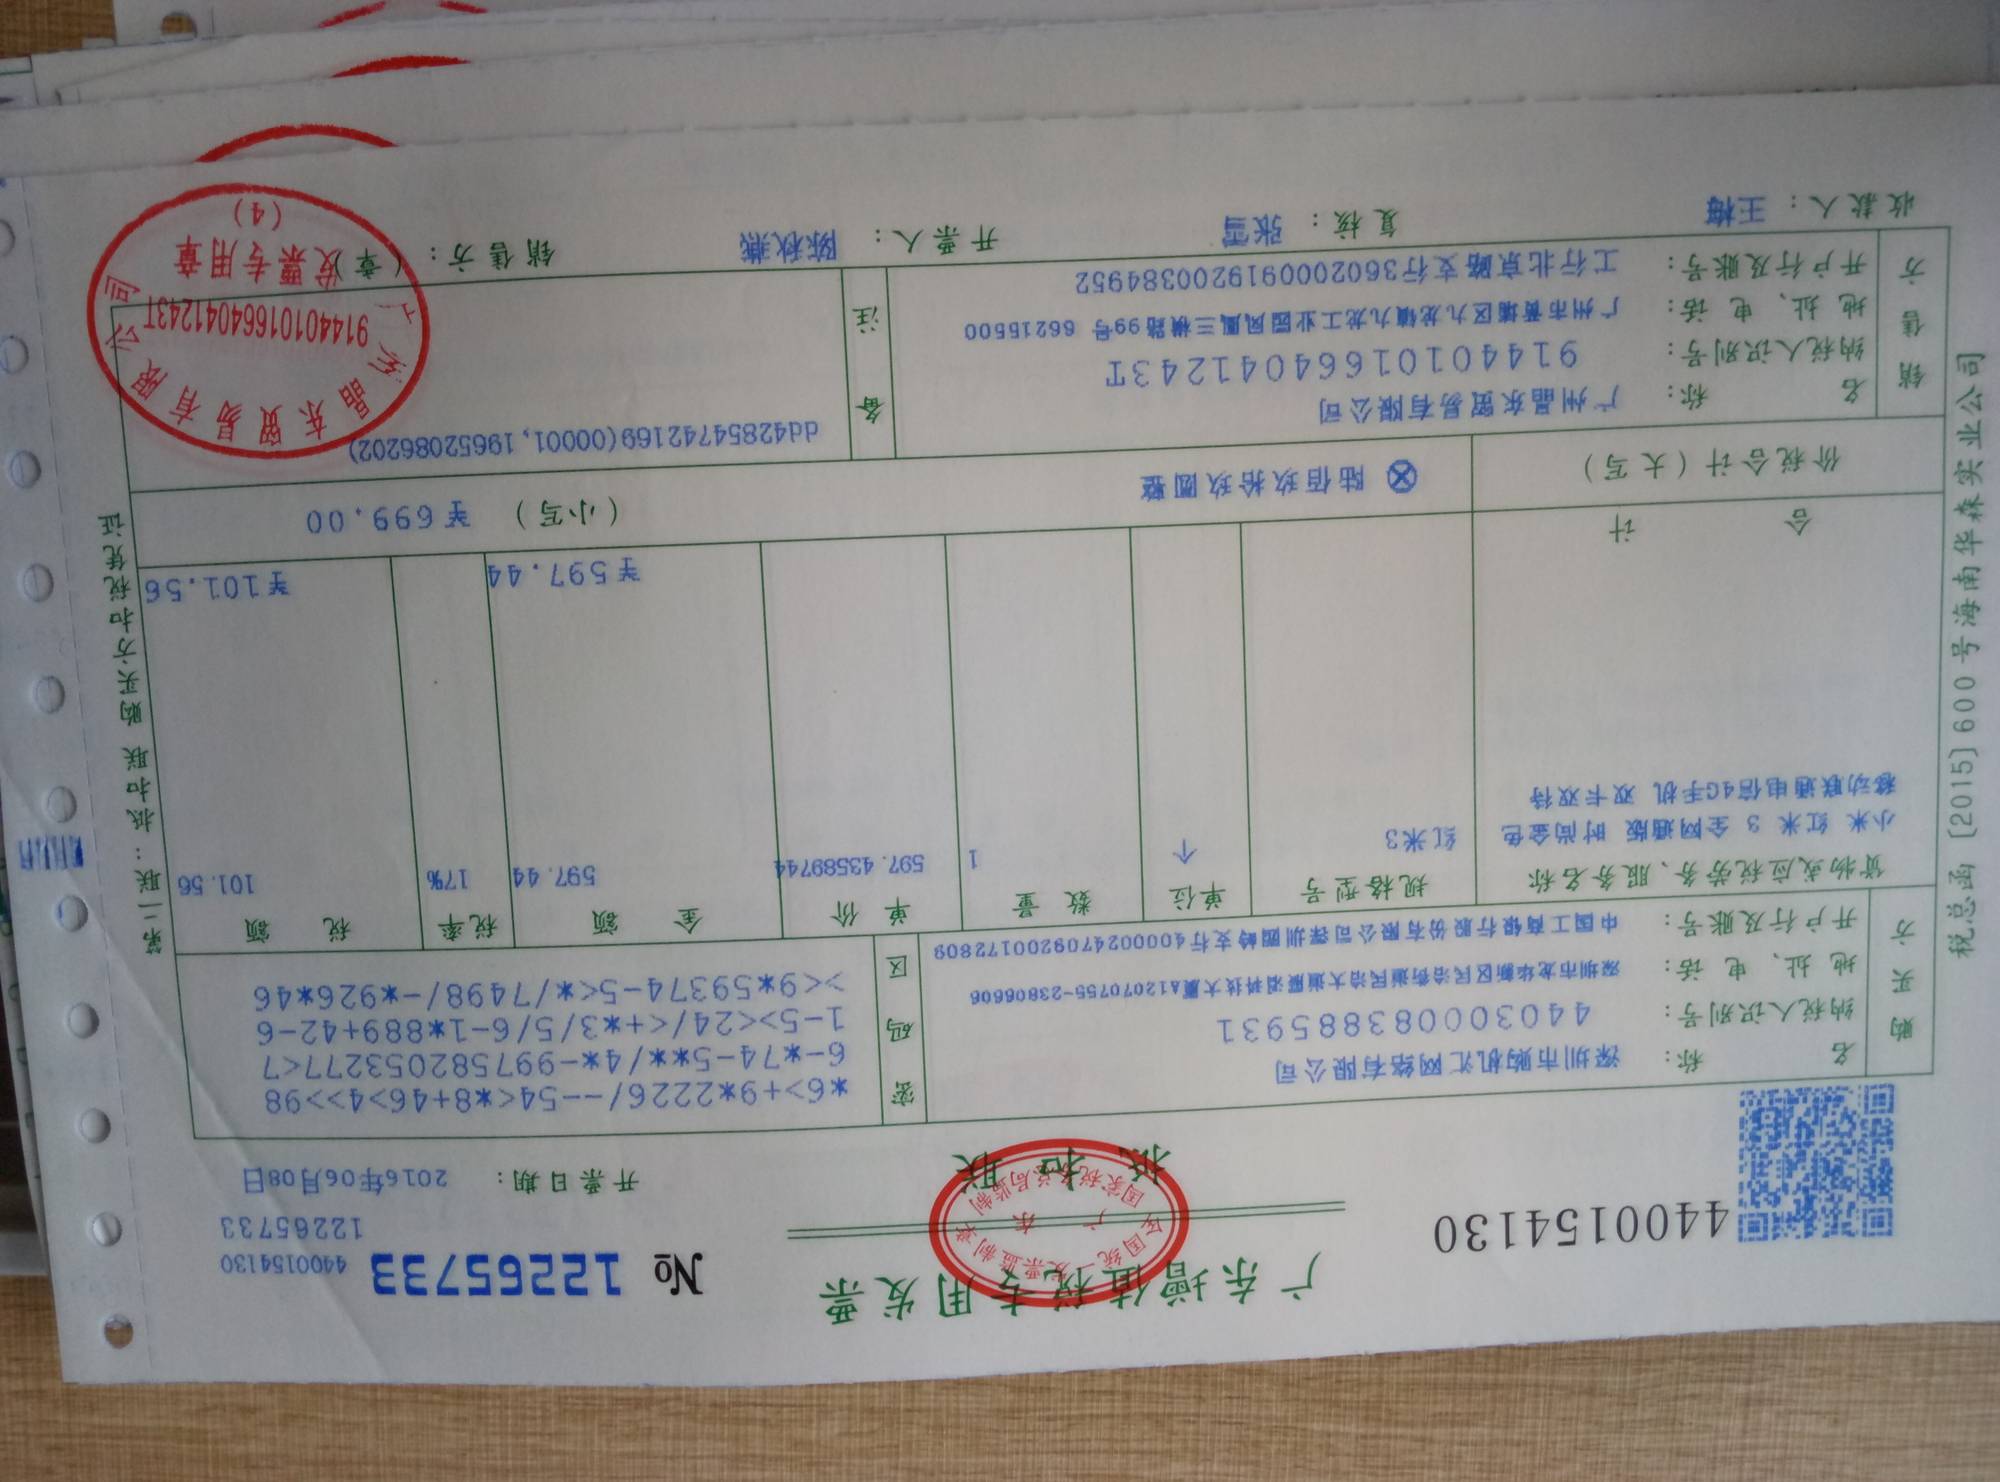 4400154130
广东增值税专用发票
抵扣联
全国统一发票监制章
广东
国家税务总局监制
№ 12265733
4400154130
12265733
开票日期: 2016年06月08日
购买方
名 称: 深圳市购机汇网络有限公司
纳税人识别号: 440300083885931
地 址、电 话: 深圳市龙华新区民治街道民治大道展滔科技大厦A12070755-23806606
开户行及账号: 中国工商银行股份有限公司深圳圆岭支行4000024709200172809
密码区
*6>+9*2226/--54<*8+46>4>>98
6-*74-5**/4*-997582053277<7
1-5><24/<+*3/5/6-1*889+42-6
><9*59374-5<*/7498/-*926*46
货物或应税劳务、服务名称 规格型号 单位 数 量 单 价 金 额 税率 税 额
小米 红米 3 全网通版 时尚金色 红米3 个 1 597.43589744 597.44 17% 101.56
移动联通电信4G手机 双卡双待
合 计 ￥597.44 ￥101.56
价税合计(大写) ⊗ 陆佰玖拾玖圆整 (小写) ￥699.00
销售方
名 称: 广州晶东贸易有限公司
纳税人识别号: 91440101664041243T
地 址、电 话: 广州市黄埔区九龙镇九龙工业园凤凰三横路99号 66215500
开户行及账号: 工行北京路支行3602000919200384952
备注
dd42854742169(00001,19652086202)
收款人: 王梅 复核: 张雪 开票人: 陈秋燕 销售方: (章)
广州晶东贸易有限公司
91440101664041243T
发票专用章
(4)
税总函〔2015〕600号海南华森实业公司
第二联: 抵扣联 购买方扣税凭证